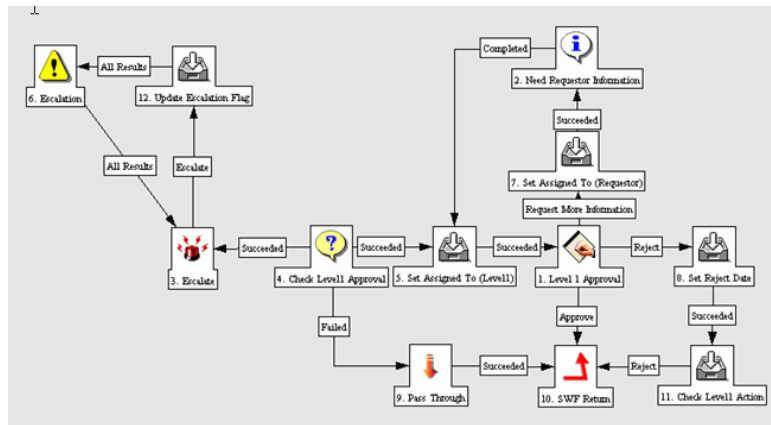 Completed
All Results
6. Escalation
12. Update Escalation Flag
2. Need Requestor Information
Succeeded
All Results
Escalate
7. Set Assigned To (Requestor)
Request More Information
Succeeded
Succeeded
Succeeded
Reject
3. Escalate
4. Check Level1 Approval
5. Set Assigned To (Level1)
1. Level 1 Approval
8. Set Reject Date
Failed
Approve
Succeeded
Succeeded
Reject
9. Pass Through
10. SWF Return
11. Check Level1 Action